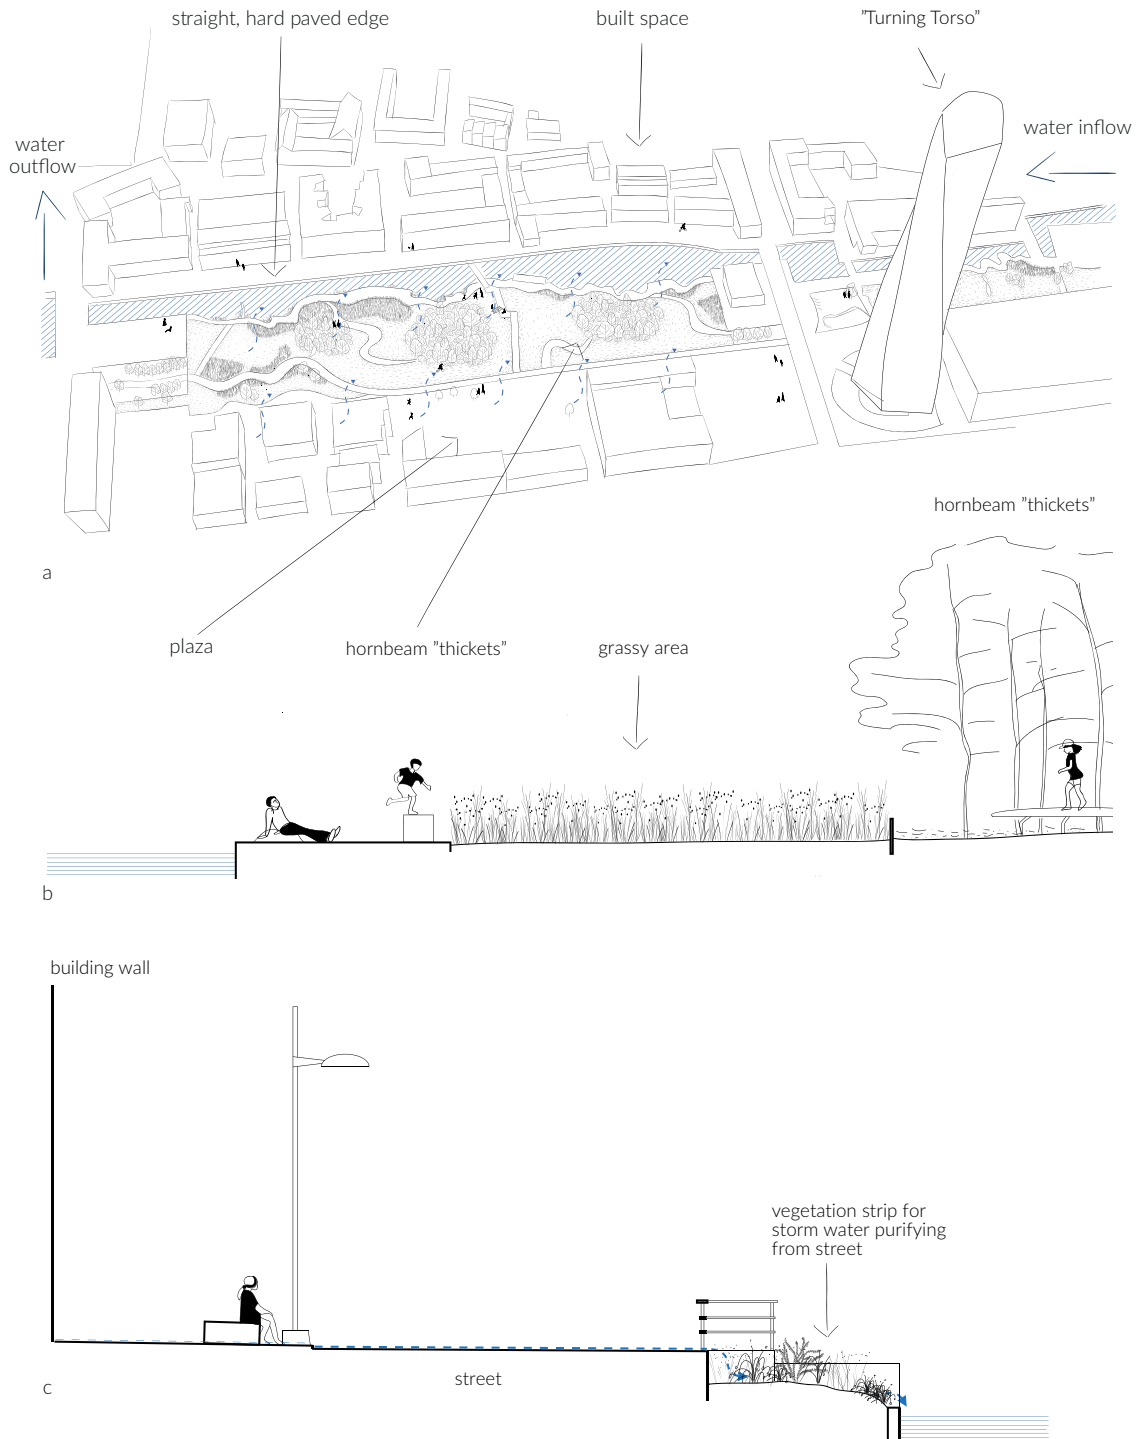 straight, hard paved edge
built space
”Turning Torso”
water
outflow
water inflow
hornbeam ”thickets”
a
plaza
hornbeam ”thickets”
grassy area
b
building wall
vegetation strip for
storm water purifying
from street
street
c